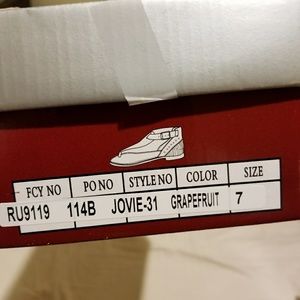 FCY NO PO NO STYLE NO COLOR SIZE
RU9119 114B JOVIE-31 GRAPEFRUIT 7